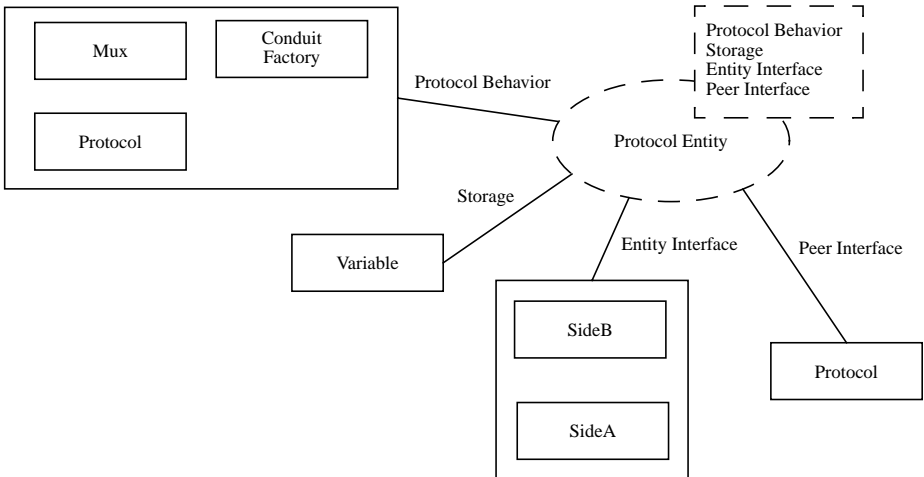 Mux
Conduit
Factory
Protocol
Protocol Behavior
Protocol Behavior
Storage
Entity Interface
Peer Interface
Protocol Entity
Storage
Variable
Entity Interface
Peer Interface
SideB
SideA
Protocol